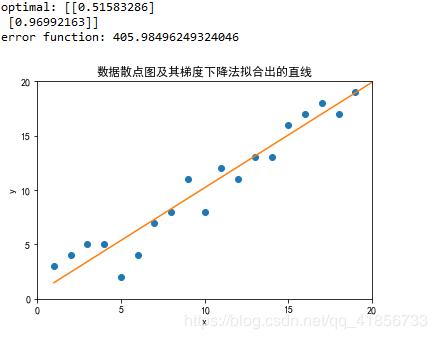 optimal: [[0.51583286]
[0.96992163]]
error function: 405.98496249324046
数据散点图及其梯度下降法拟合出的直线
20
15
y
10
5
0
0 5 10 15 20
x
https://blog.csdn.net/qq_41856733